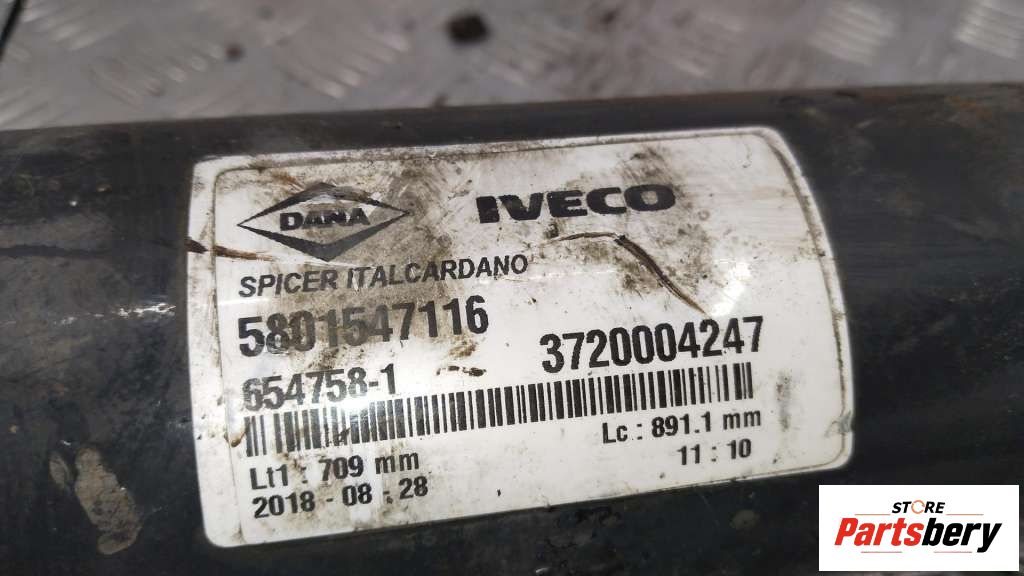 DANA IVECO
SPICER ITALCARDANO
5801547116
3720004247
654758-1
Lt1 : 709 mm
Lc : 891.1 mm
2018 - 08 - 28
11 : 10
STORE
Partsbery